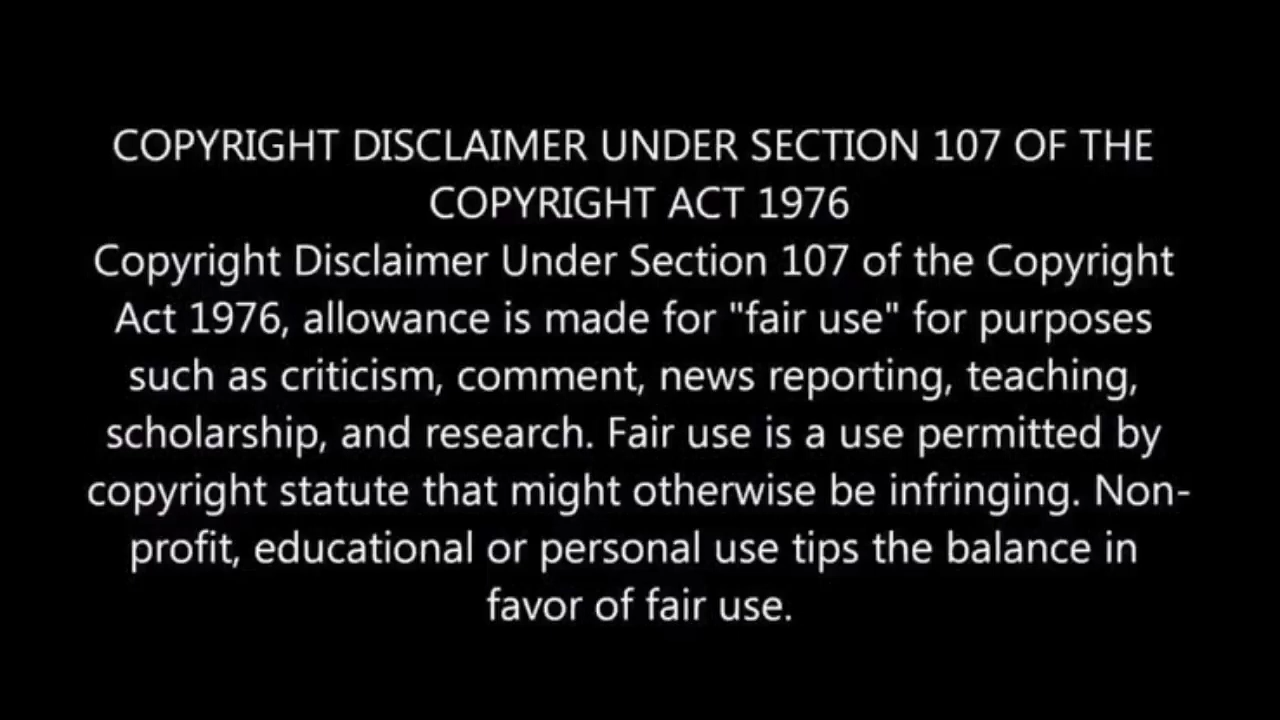 COPYRIGHT DISCLAIMER UNDER SECTION 107 OF THE
COPYRIGHT ACT 1976
Copyright Disclaimer Under Section 107 of the Copyright
Act 1976, allowance is made for "fair use" for purposes
such as criticism, comment, news reporting, teaching,
scholarship, and research. Fair use is a use permitted by
copyright statute that might otherwise be infringing. Non-
profit, educational or personal use tips the balance in
favor of fair use.